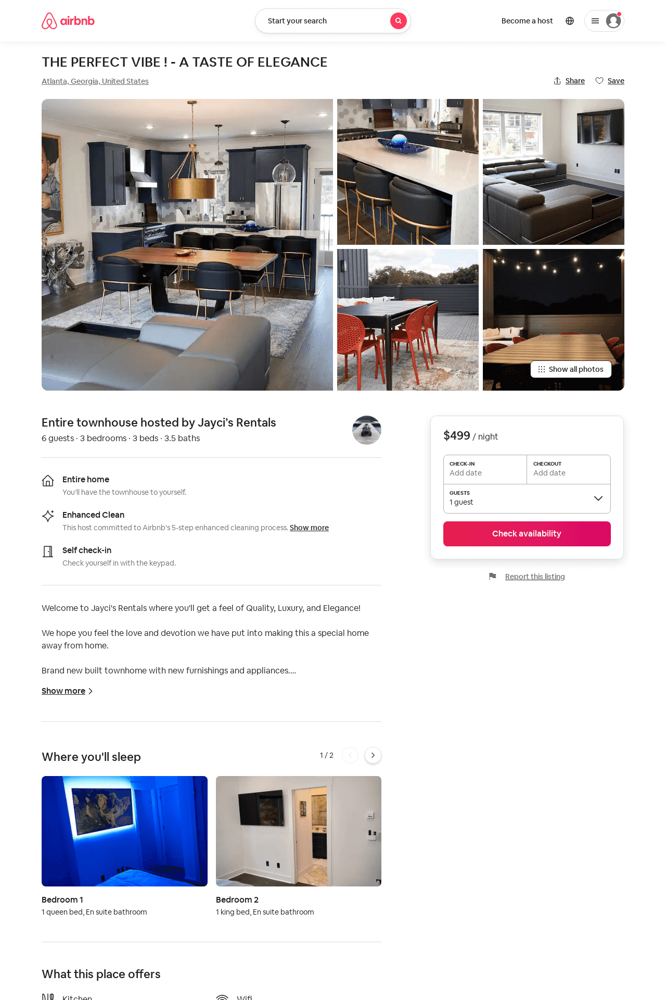 airbnb
Start your search
Become a host
THE PERFECT VIBE ! - A TASTE OF ELEGANCE
Atlanta, Georgia, United States
Share
Save
Show all photos
Entire townhouse hosted by Jayci’s Rentals
6 guests · 3 bedrooms · 3 beds · 3.5 baths
Entire home
You’ll have the townhouse to yourself.
Enhanced Clean
This host committed to Airbnb's 5-step enhanced cleaning process. Show more
Self check-in
Check yourself in with the keypad.
$499 / night
CHECK-IN
Add date
CHECKOUT
Add date
GUESTS
1 guest
Check availability
Report this listing
Welcome to Jayci's Rentals where you'll get a feel of Quality, Luxury, and Elegance!
We hope you feel the love and devotion we have put into making this a special home
away from home.
Brand new built townhome with new furnishings and appliances....
Show more
Where you'll sleep
1 / 2
Bedroom 1
1 queen bed, En suite bathroom
Bedroom 2
1 king bed, En suite bathroom
What this place offers
Kitchen
Wifi